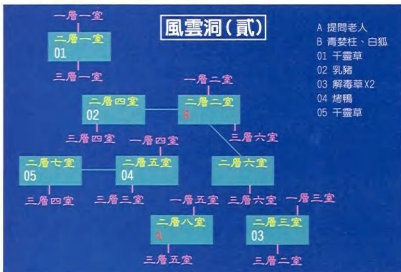 風雲洞(貳)
A 提問老人
B 青婪柱、白狐
01 干靈草
02 乳豬
03 解毒草X2
04 烤鴨
05 干靈草
一層一室
二層一室
01
三層一室
一層二室
二層四室
02
二層二室
B
三層四室
一層四室
三層六室
二層七室
05
二層五室
04
二層六室
三層四室
三層三室
一層五室
三層六室
一層三室
二層八室
A
二層三室
03
三層五室
三層二室